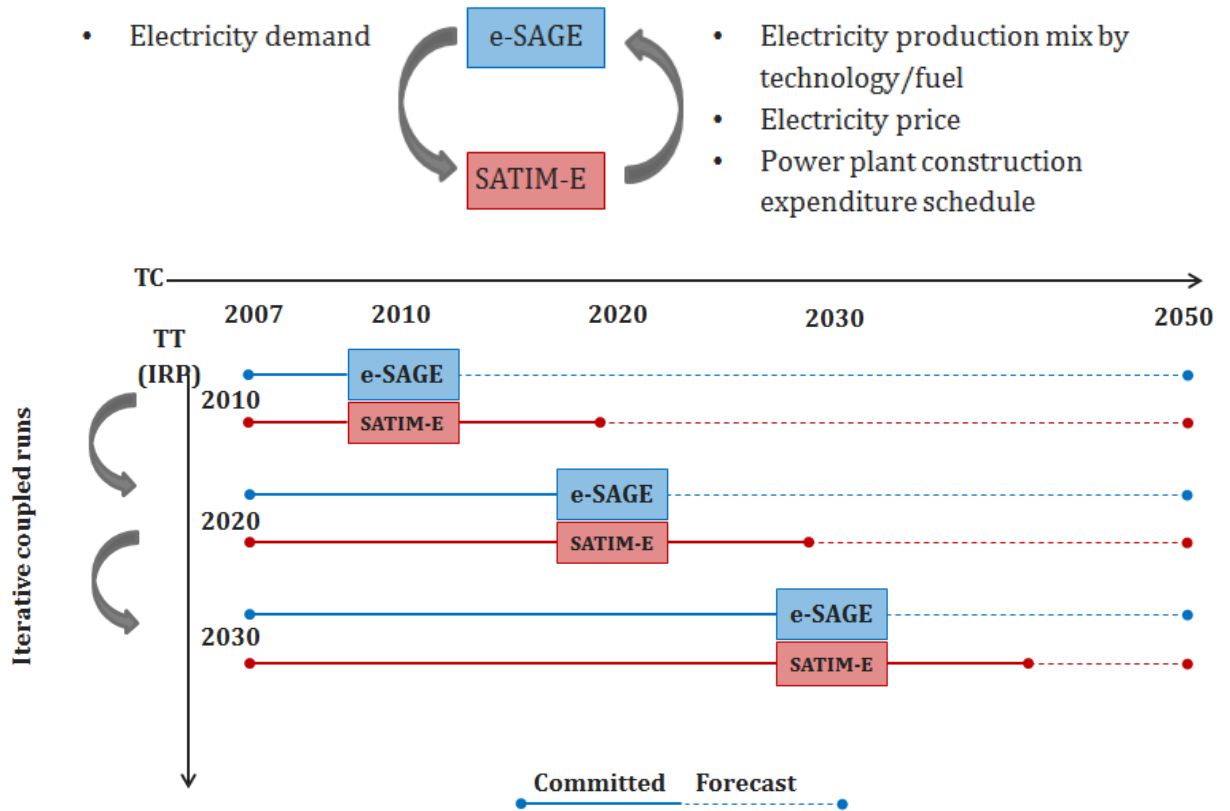 • Electricity demand
e-SAGE
SATIM-E
• Electricity production mix by
technology/fuel
• Electricity price
• Power plant construction
expenditure schedule
TC
2007 2010 2020 2030 2050
TT
(IRP)
e-SAGE
2010
SATIM-E
e-SAGE
2020
SATIM-E
e-SAGE
2030
SATIM-E
Iterative coupled runs
Committed Forecast